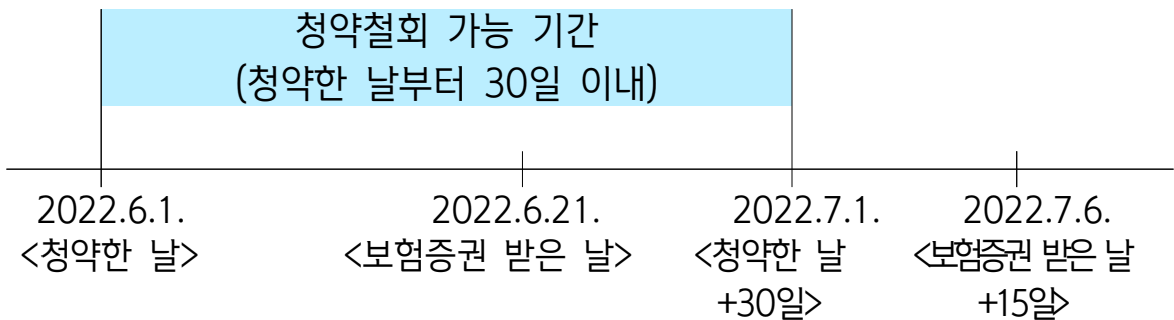 청약철회 가능 기간
(청약한 날부터 30일 이내)
2022.6.1. 2022.6.21. 2022.7.1. 2022.7.6.
<청약한 날> <보험증권 받은 날> <청약한 날 <보험증권 받은 날
+30일> +15일>